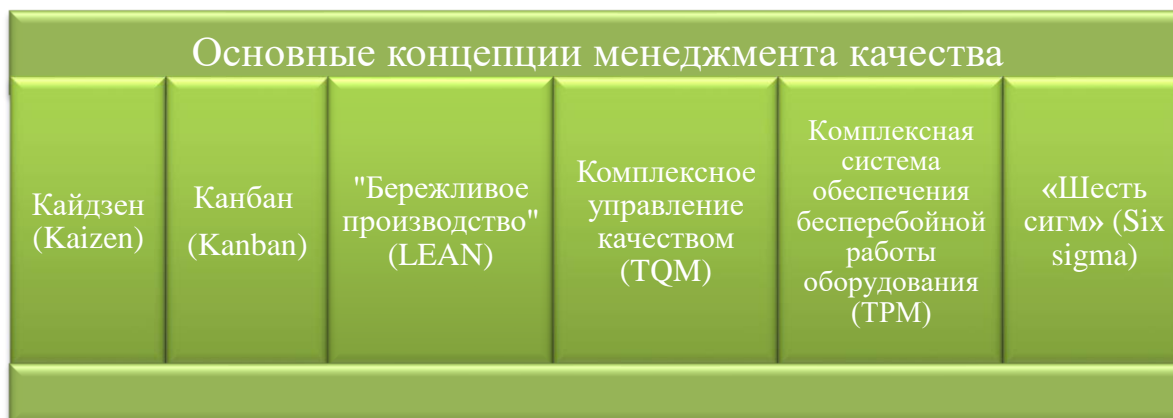 Основные концепции менеджмента качества
Кайдзен
(Kaizen)
Канбан
(Kanban)
"Бережливое
производство"
(LEAN)
Комплексное
управление
качеством
(TQM)
Комплексная
система
обеспечения
бесперебойной
работы
оборудования
(TPM)
«Шесть
сигм» (Six
sigma)